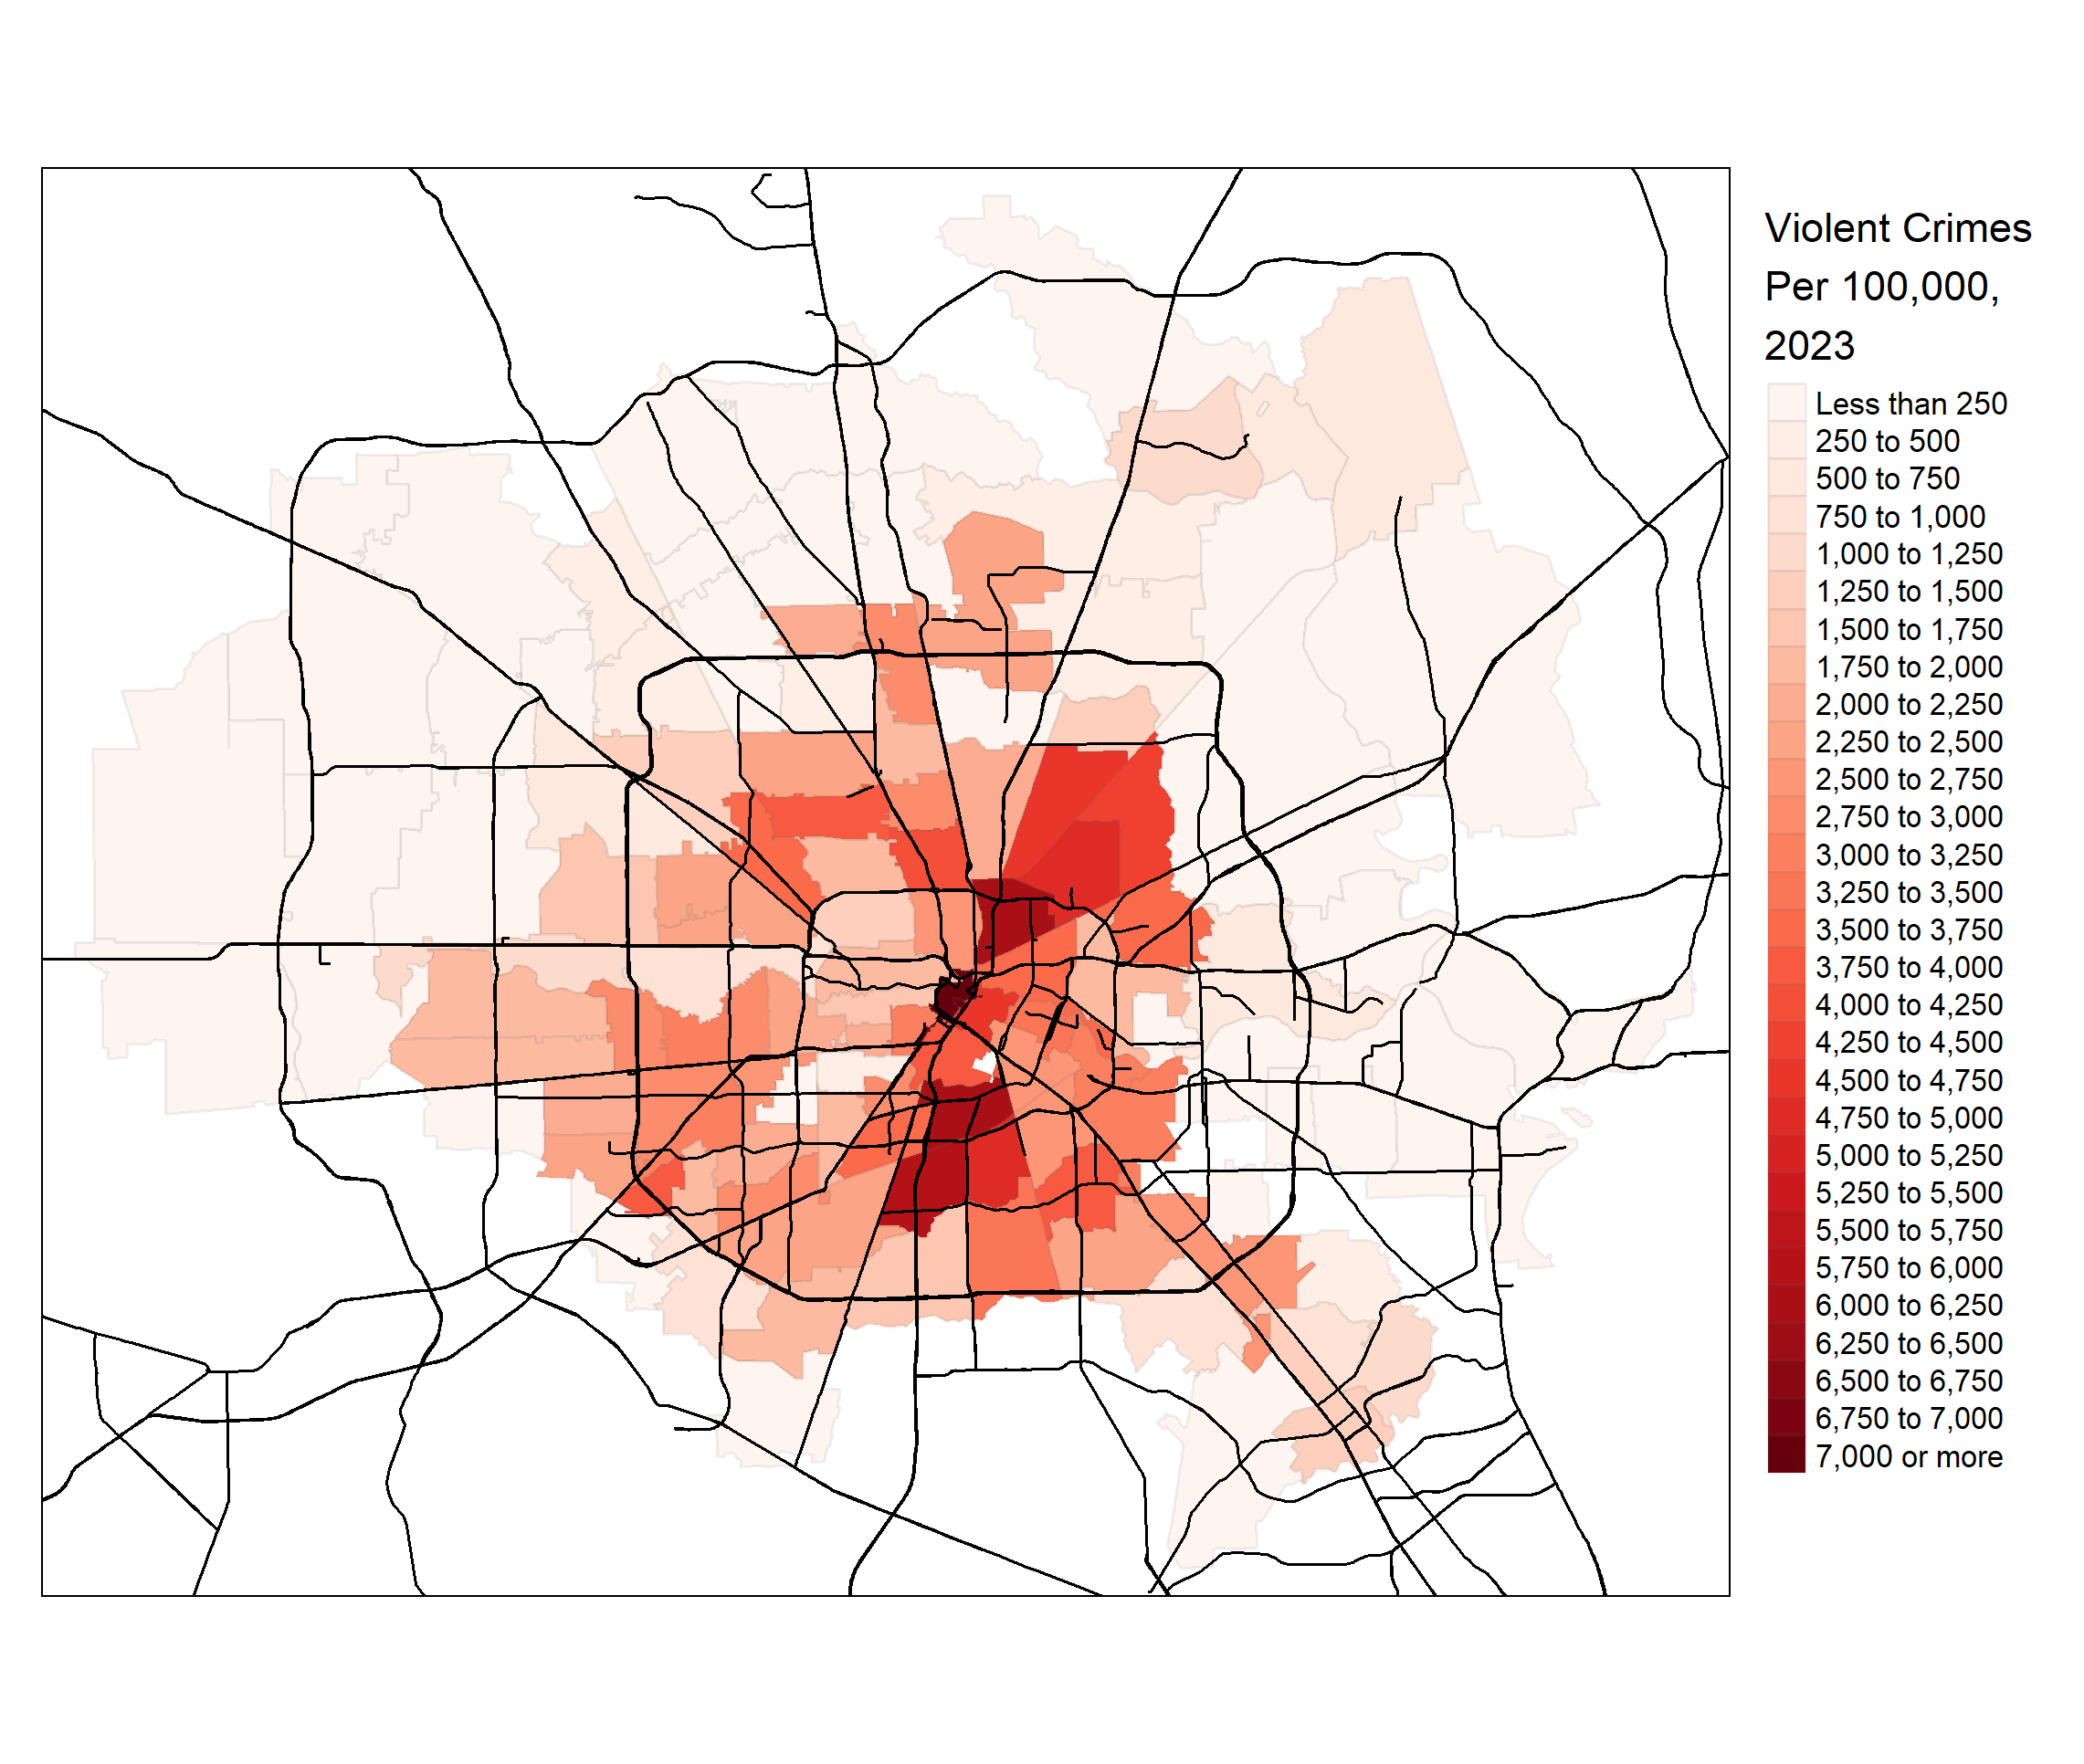 Violent Crimes
Per 100,000,
2023
Less than 250
250 to 500
500 to 750
750 to 1,000
1,000 to 1,250
1,250 to 1,500
1,500 to 1,750
1,750 to 2,000
2,000 to 2,250
2,250 to 2,500
2,500 to 2,750
2,750 to 3,000
3,000 to 3,250
3,250 to 3,500
3,500 to 3,750
3,750 to 4,000
4,000 to 4,250
4,250 to 4,500
4,500 to 4,750
4,750 to 5,000
5,000 to 5,250
5,250 to 5,500
5,500 to 5,750
5,750 to 6,000
6,000 to 6,250
6,250 to 6,500
6,500 to 6,750
6,750 to 7,000
7,000 or more